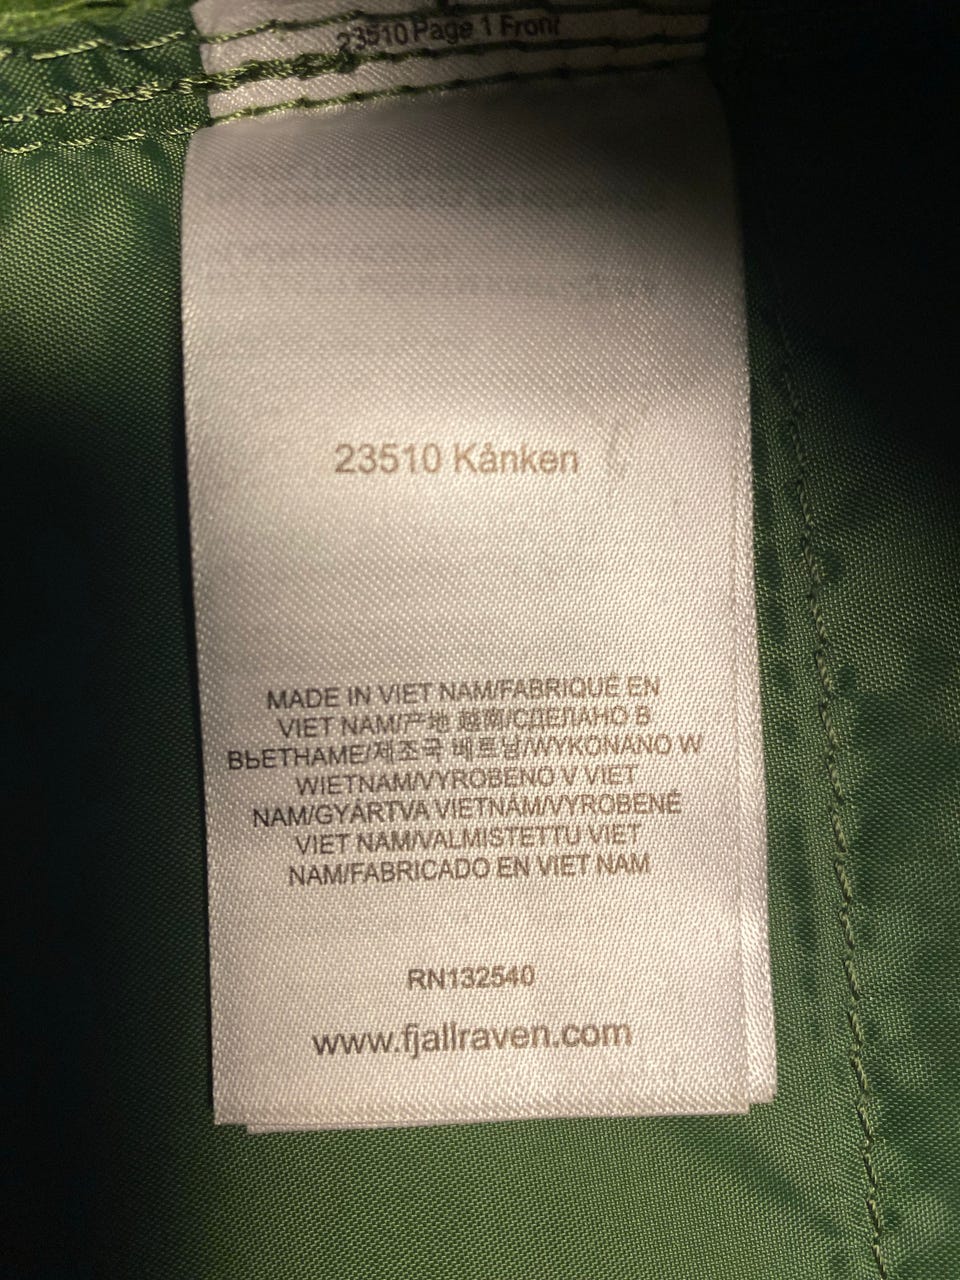 23510 Page 1 Front
23510 Kånken
MADE IN VIET NAM/FABRIQUÉ EN
VIET NAM/产地 越南/СДЕЛАНО В
ВЬЕТНАМЕ/제조국 베트남/WYKONANO W
WIETNAM/VYROBENO V VIET
NAM/GYÁRTVA VIETNÁM/VYROBENÉ
VIET NAM/VALMISTETTU VIET
NAM/FABRICADO EN VIET NAM
RN132540
www.fjallraven.com